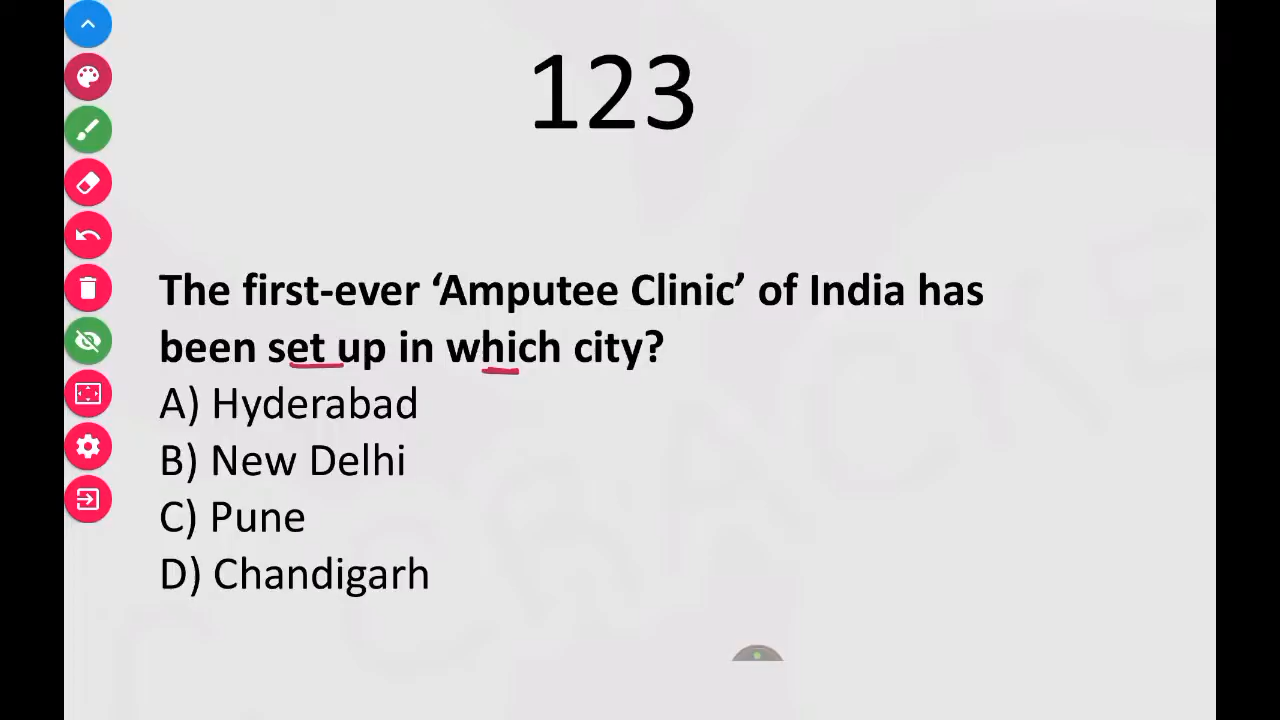 123
The first-ever ‘Amputee Clinic’ of India has
been set up in which city?
A) Hyderabad
B) New Delhi
C) Pune
D) Chandigarh